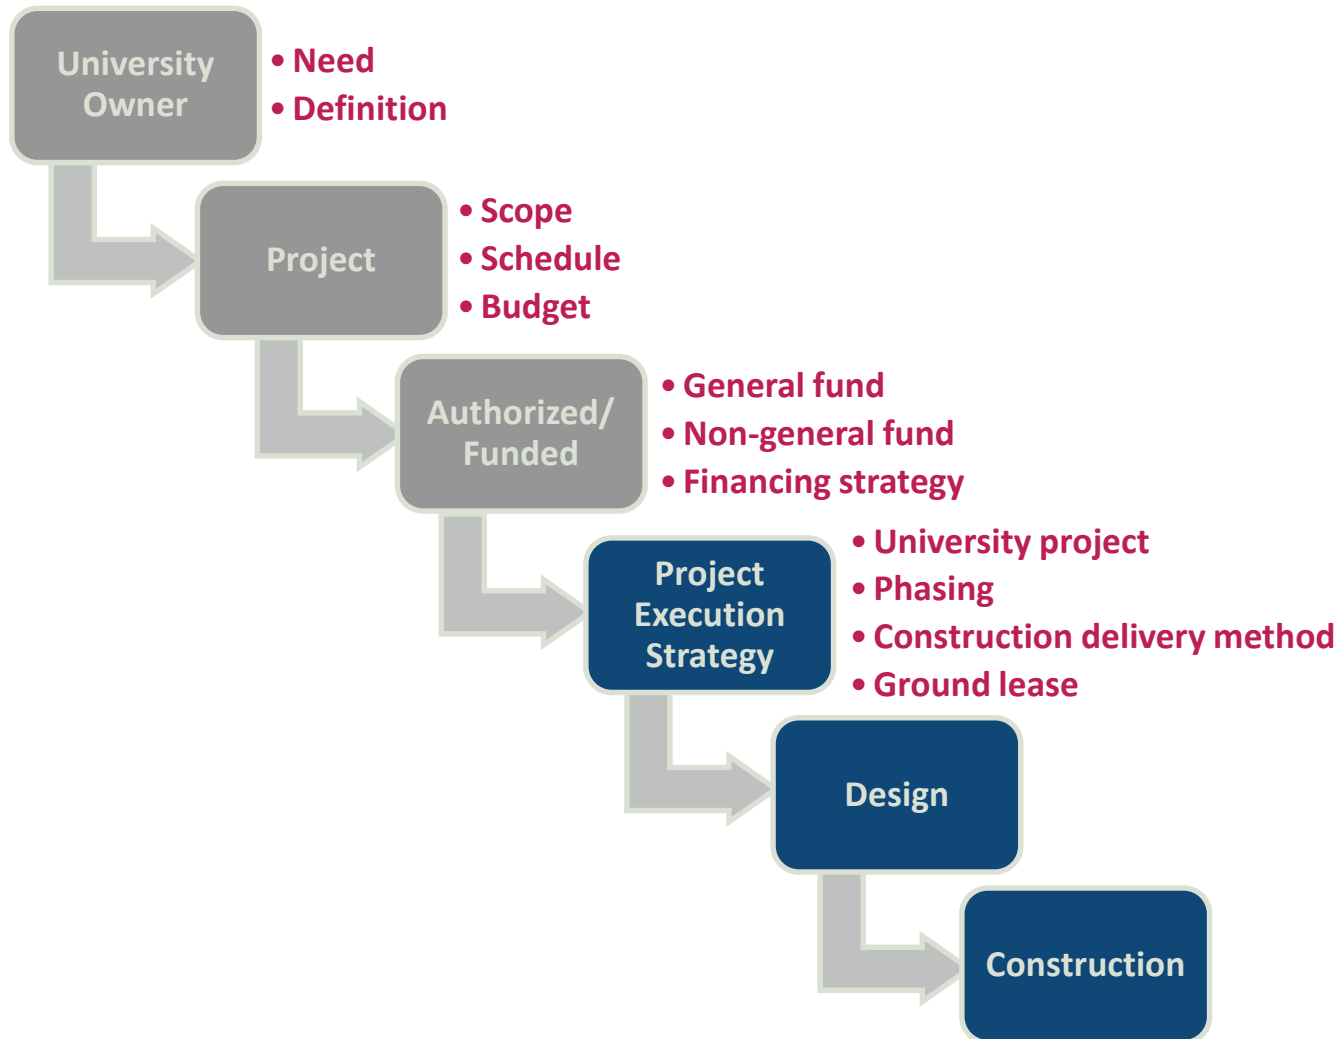 University
Owner
• Need
• Definition
Project
• Scope
• Schedule
• Budget
Authorized/
Funded
• General fund
• Non-general fund
• Financing strategy
Project
Execution
Strategy
• University project
• Phasing
• Construction delivery method
• Ground lease
Design
Construction